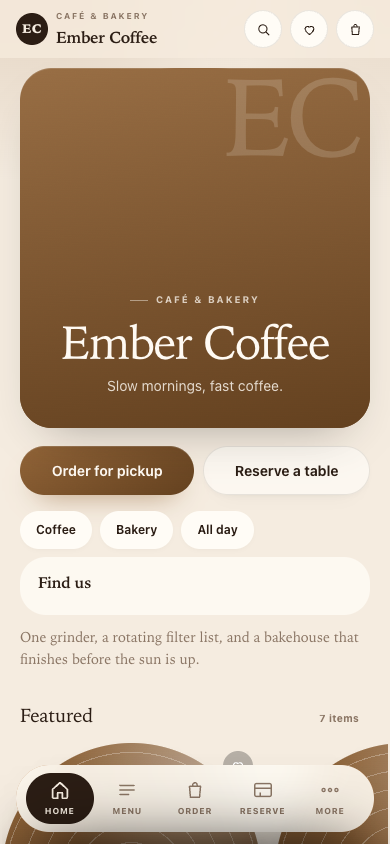 EC
CAFÉ & BAKERY
Ember Coffee
EC
CAFÉ & BAKERY
Ember Coffee
Slow mornings, fast coffee.
Order for pickup
Reserve a table
Coffee
Bakery
All day
Find us
One grinder, a rotating filter list, and a bakehouse that
finishes before the sun is up.
Featured
7 items
HOME
MENU
ORDER
RESERVE
MORE